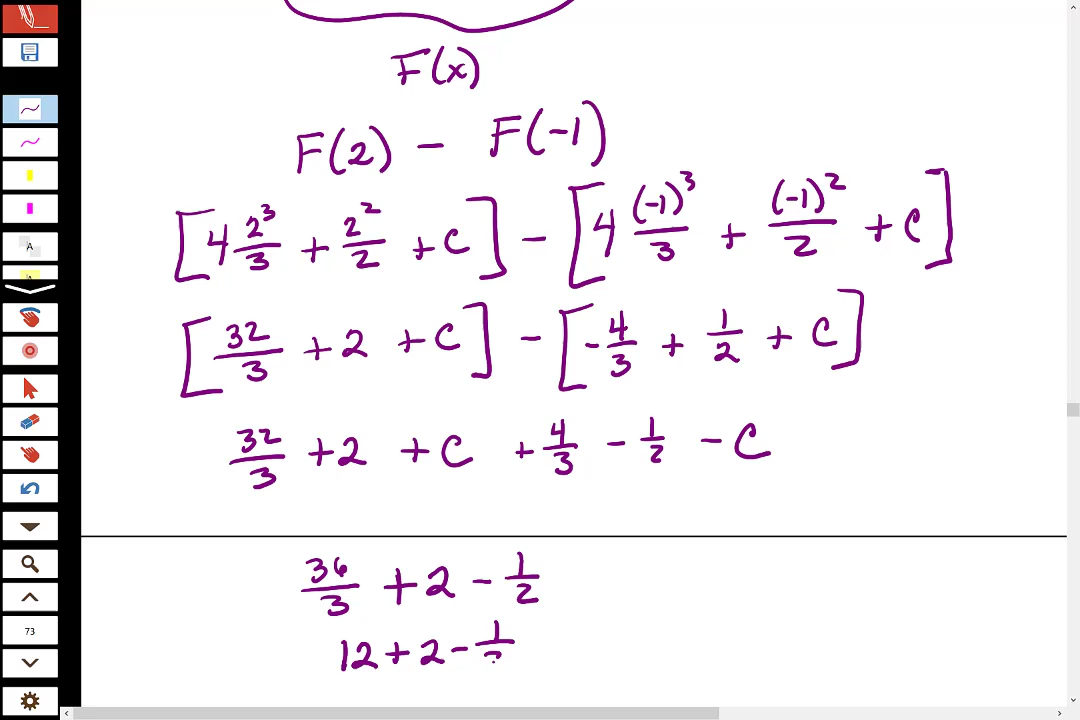 F(x)
F(2) - F(-1)
[4 2³/3 + 2²/2 + C] - [4 (-1)³/3 + (-1)²/2 + C]
[32/3 + 2 + C] - [-4/3 + 1/2 + C]
32/3 + 2 + C + 4/3 - 1/2 - C
36/3 + 2 - 1/2
12 + 2 - 1/
A
73